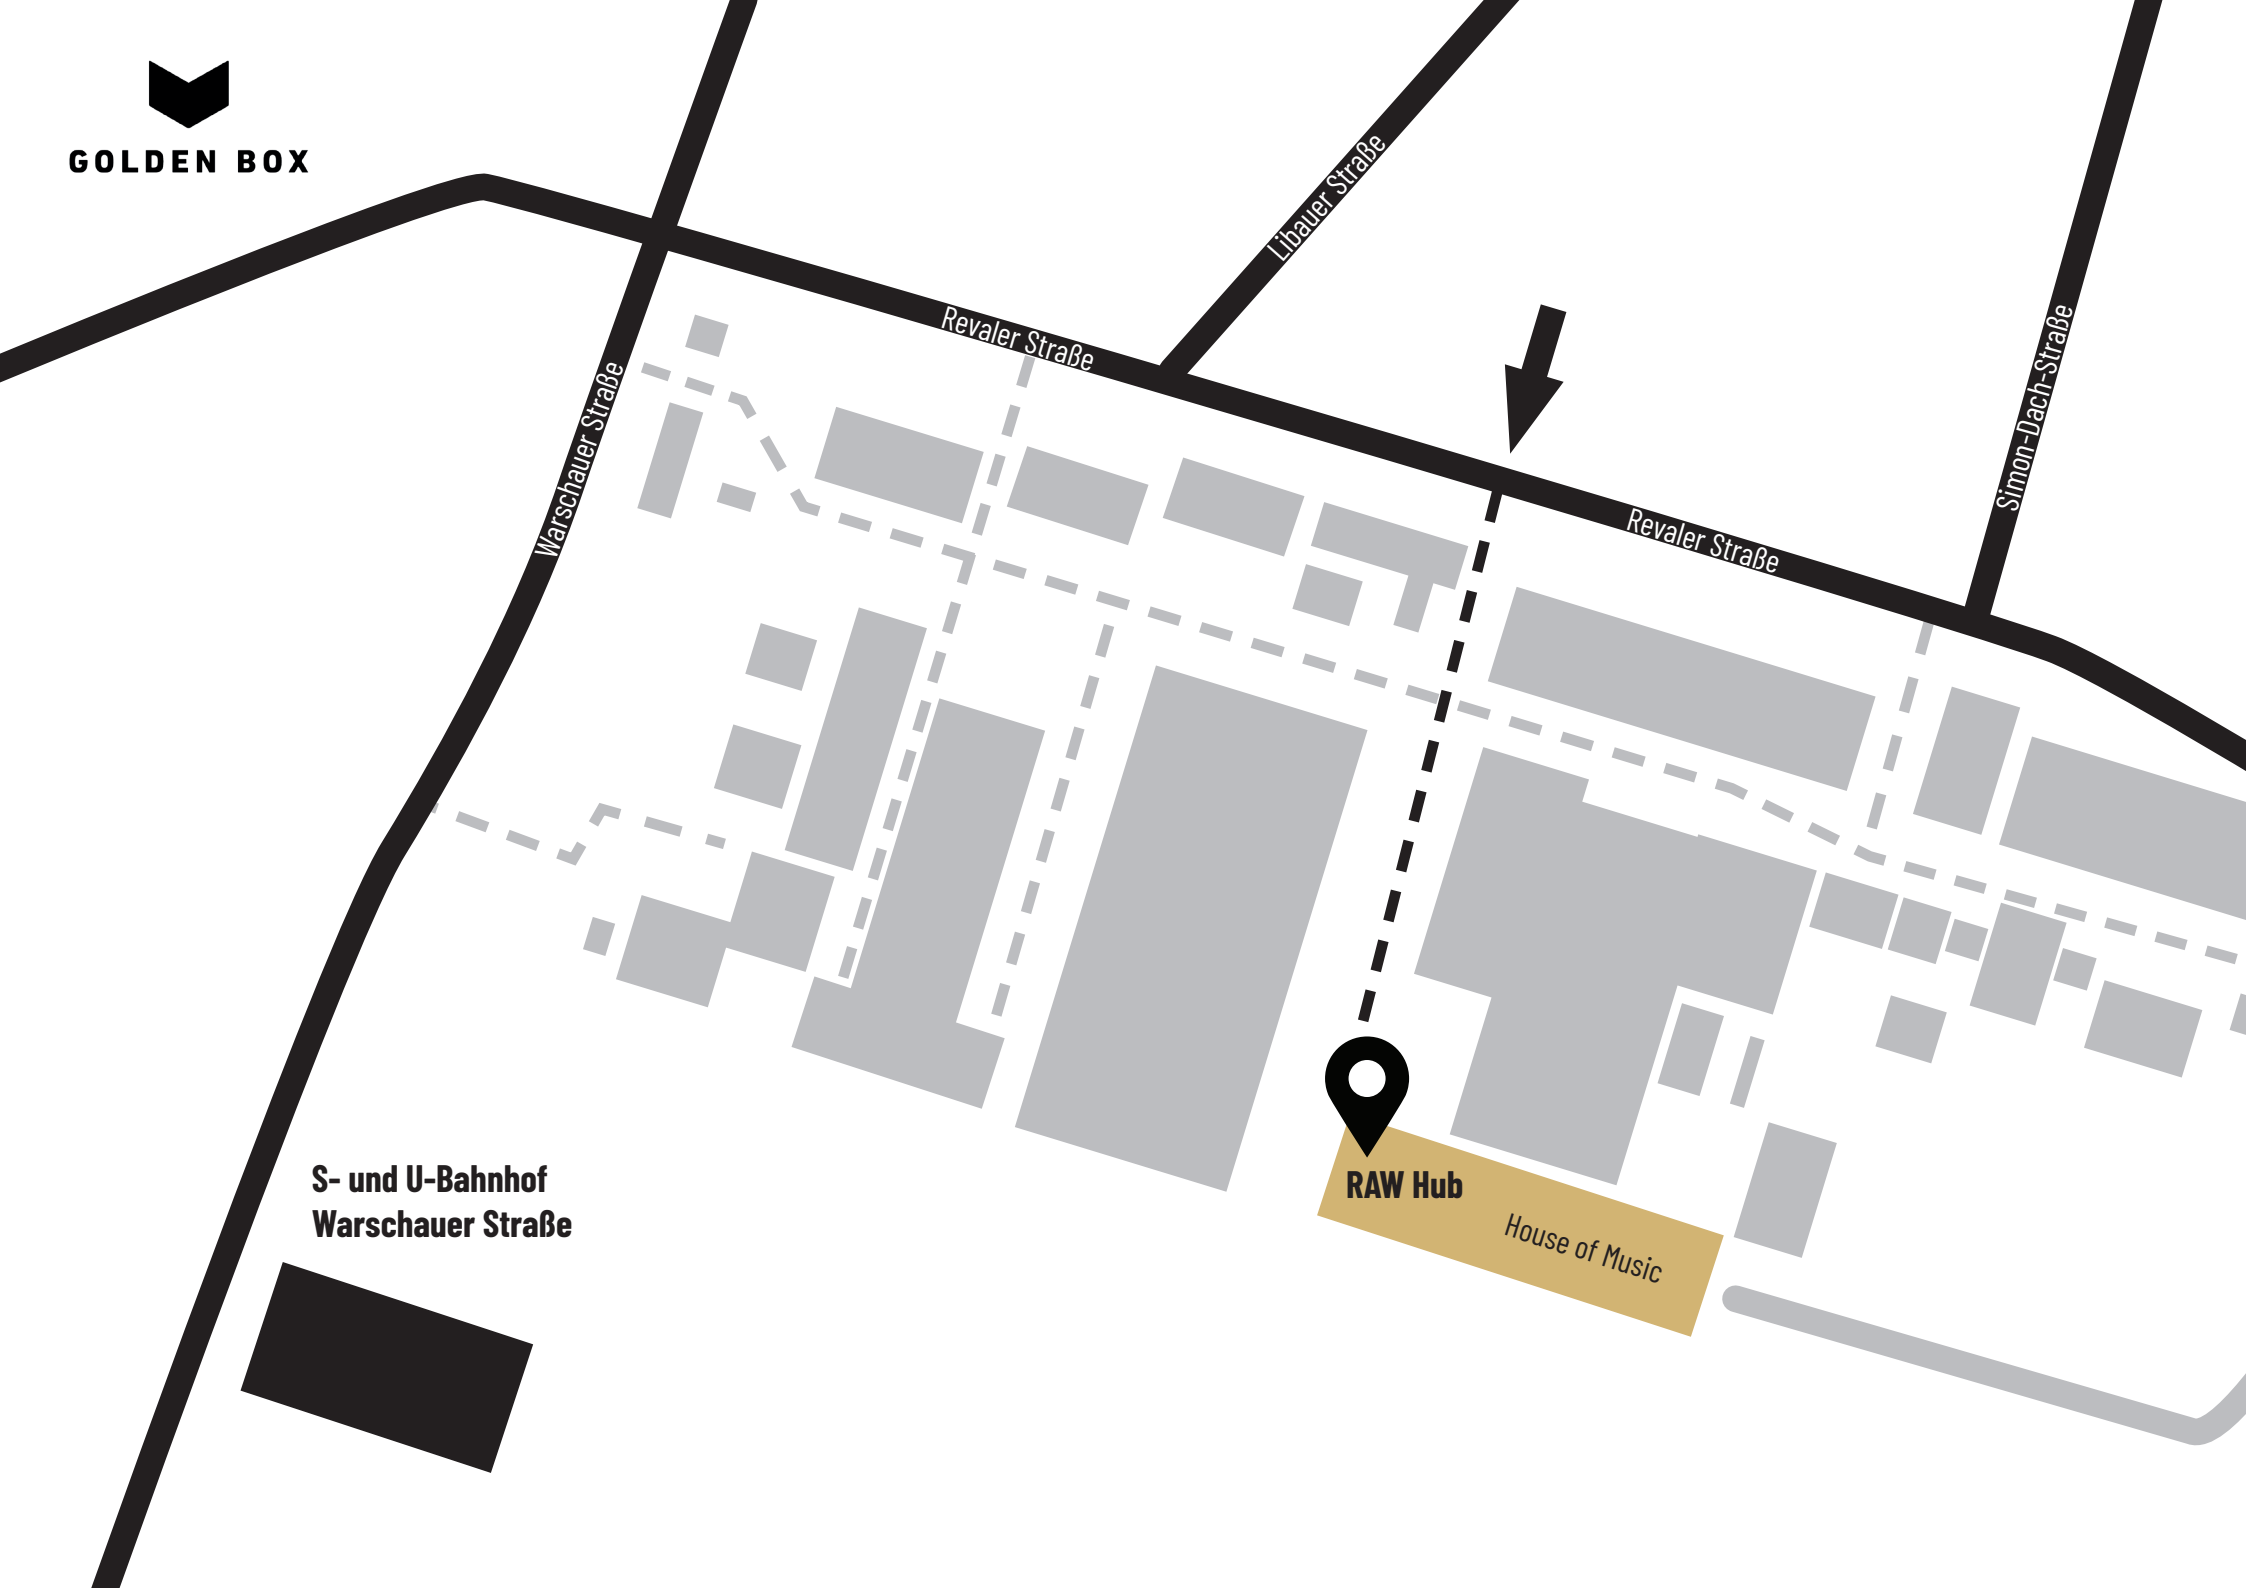 GOLDEN BOX
Libauer Straße
Revaler Straße
Simon-Dach-Straße
Warschauer Straße
Revaler Straße
S- und U-Bahnhof
Warschauer Straße
RAW Hub
House of Music